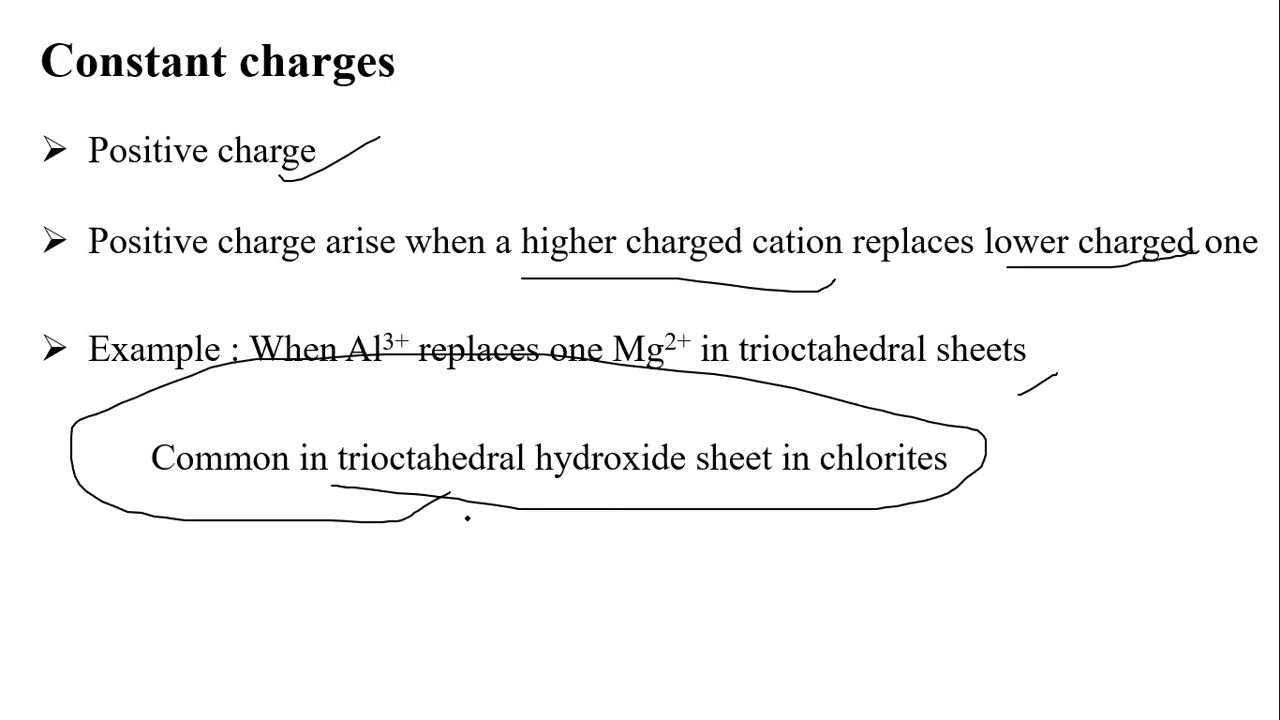 Constant charges
➢ Positive charge
➢ Positive charge arise when a higher charged cation replaces lower charged one
➢ Example : When Al³⁺ replaces one Mg²⁺ in trioctahedral sheets
Common in trioctahedral hydroxide sheet in chlorites